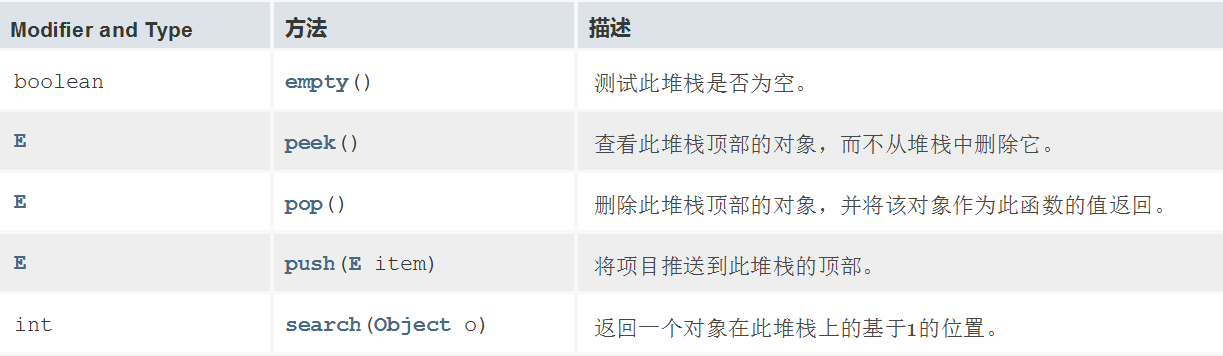 Modifier and Type 方法 描述
boolean empty() 测试此堆栈是否为空。
E peek() 查看此堆栈顶部的对象，而不从堆栈中删除它。
E pop() 删除此堆栈顶部的对象，并将该对象作为此函数的值返回。
E push(E item) 将项目推送到此堆栈的顶部。
int search(Object o) 返回一个对象在此堆栈上的基于1的位置。